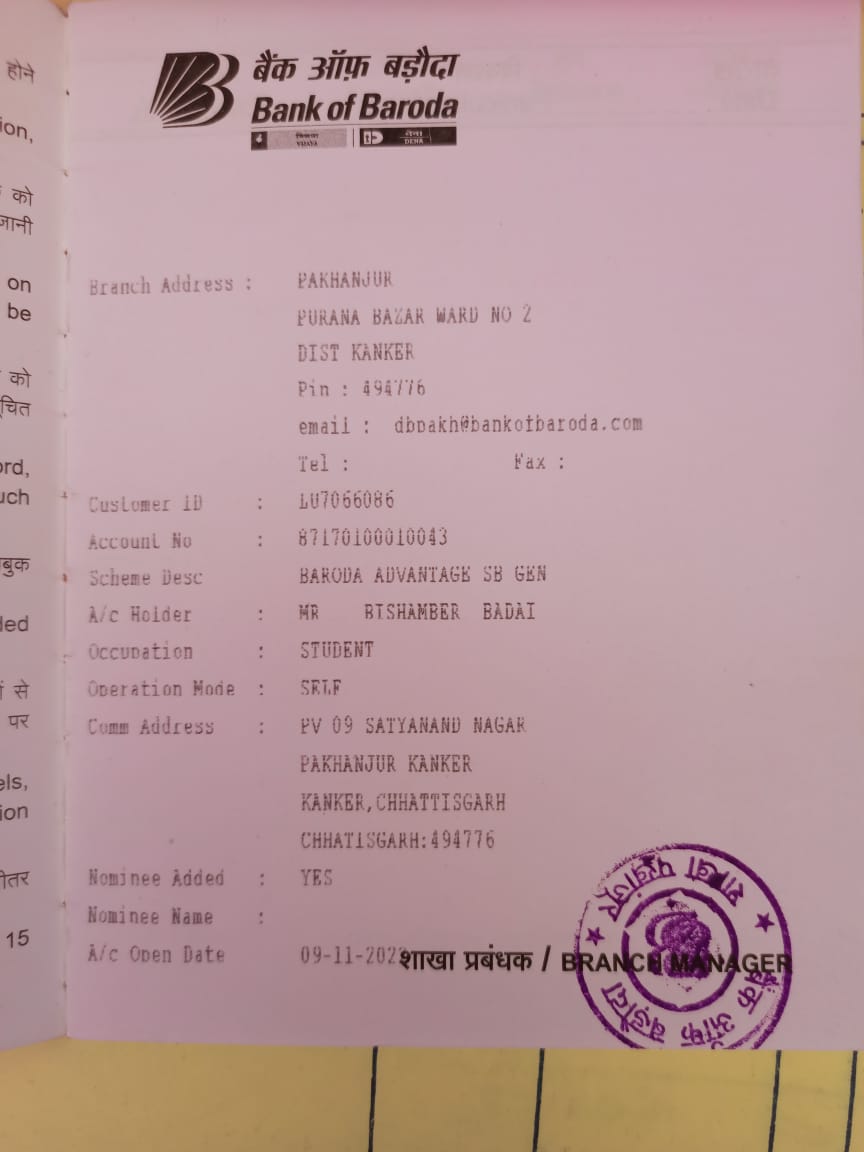 होने
ion,
को
जानी
on
be
को
चित
ord,
uch
बुक
ded
से
पर
els,
ion
तर
15
बैंक ऑफ़ बड़ौदा
Bank of Baroda
विजया VIJAYA देना DENA
Branch Address : PAKHANJUR
PURANA BAZAR WARD NO 2
DIST KANKER
Pin : 494776
email : dbpakh@bankofbaroda.com
Tel : Fax :
Customer ID : LU7066086
Account No : 87170100010043
Scheme Desc BARODA ADVANTAGE SB GEN
A/c Holder : MR BISHAMBER BADAI
Occupation : STUDENT
Operation Mode : SELF
Comm Address : PV 09 SATYANAND NAGAR
PAKHANJUR KANKER
KANKER,CHHATTISGARH
CHHATISGARH:494776
Nominee Added : YES
Nominee Name :
A/c Open Date 09-11-202
शाखा प्रबंधक / BRANCH MANAGER
शाखा पखांजूर
बैंक ऑफ बड़ौदा